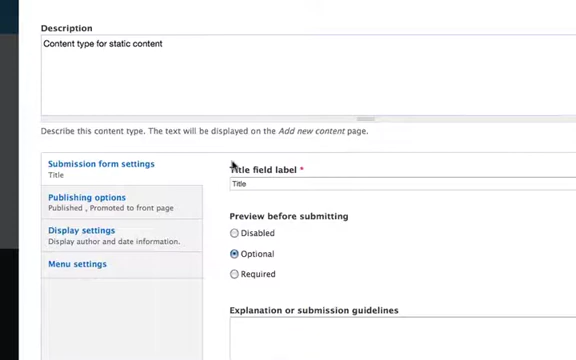 Description
Content type for static content
Describe this content type. The text will be displayed on the Add new content page.
Submission form settings
Title
Publishing options
Published , Promoted to front page
Display settings
Display author and date information.
Menu settings
Title field label *
Title
Preview before submitting
Disabled
Optional
Required
Explanation or submission guidelines